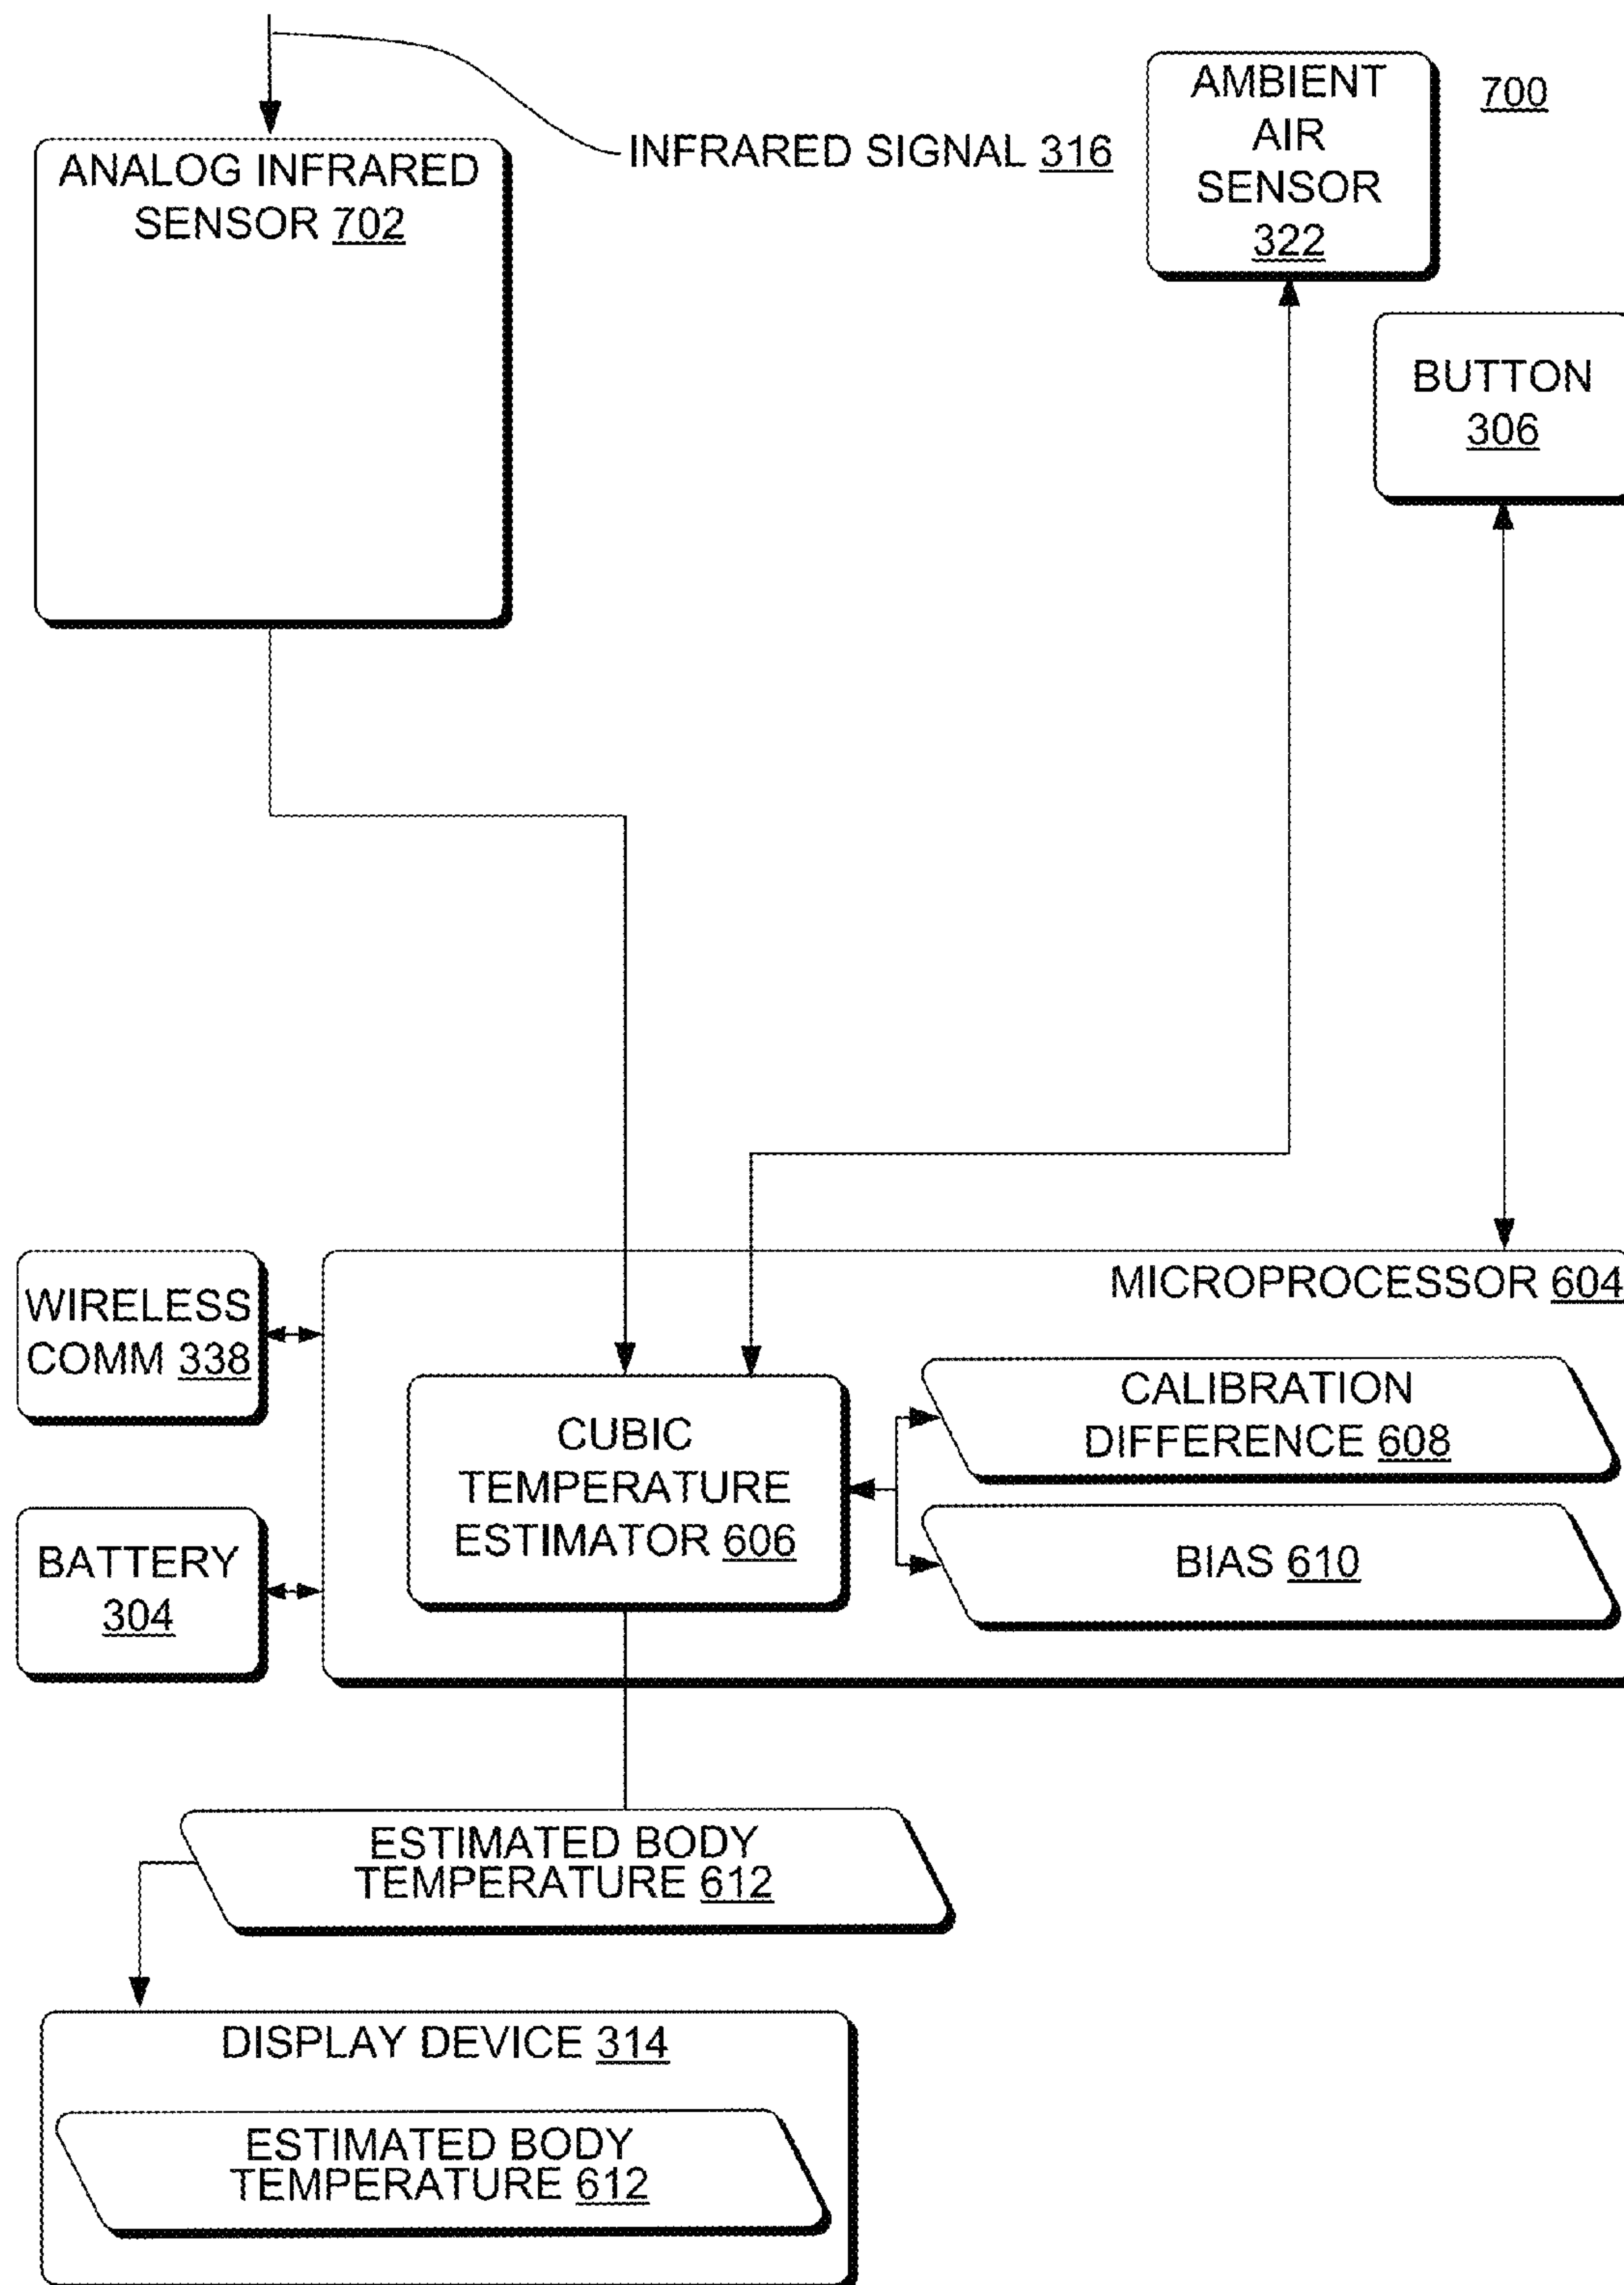 AMBIENT
AIR
SENSOR
322
700
INFRARED SIGNAL 316
ANALOG INFRARED
SENSOR 702
BUTTON
306
MICROPROCESSOR 604
WIRELESS
COMM 338
CUBIC
TEMPERATURE
ESTIMATOR 606
CALIBRATION
DIFFERENCE 608
BIAS 610
BATTERY
304
ESTIMATED BODY
TEMPERATURE 612
DISPLAY DEVICE 314
ESTIMATED BODY
TEMPERATURE 612